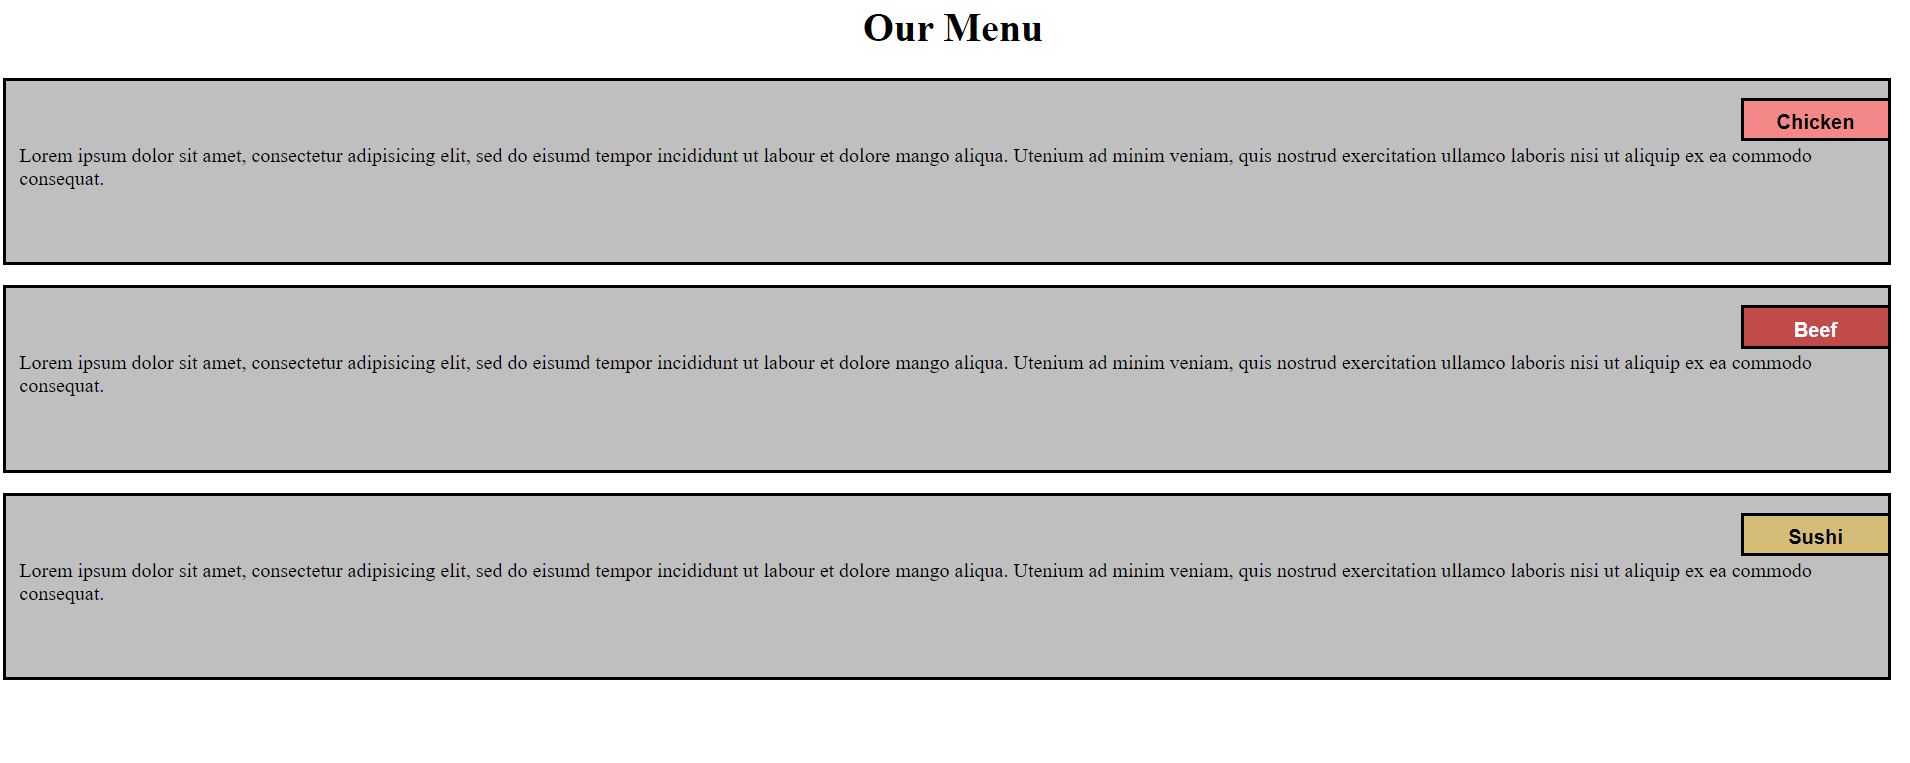 Our Menu
Chicken
Lorem ipsum dolor sit amet, consectetur adipisicing elit, sed do eisumd tempor incididunt ut labour et dolore mango aliqua. Utenium ad minim veniam, quis nostrud exercitation ullamco laboris nisi ut aliquip ex ea commodo
consequat.
Beef
Lorem ipsum dolor sit amet, consectetur adipisicing elit, sed do eisumd tempor incididunt ut labour et dolore mango aliqua. Utenium ad minim veniam, quis nostrud exercitation ullamco laboris nisi ut aliquip ex ea commodo
consequat.
Sushi
Lorem ipsum dolor sit amet, consectetur adipisicing elit, sed do eisumd tempor incididunt ut labour et dolore mango aliqua. Utenium ad minim veniam, quis nostrud exercitation ullamco laboris nisi ut aliquip ex ea commodo
consequat.